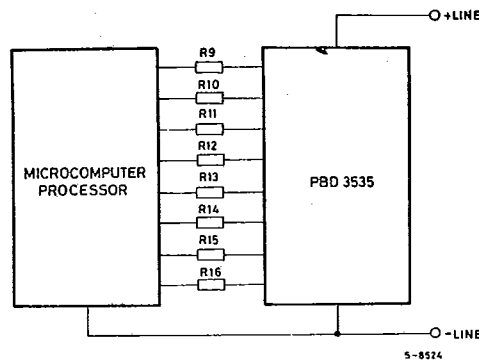 +LINE
R9
R10
R11
R12
R13
R14
R15
R16
MICROCOMPUTER
PROCESSOR
PBD 3535
-LINE
5-8524